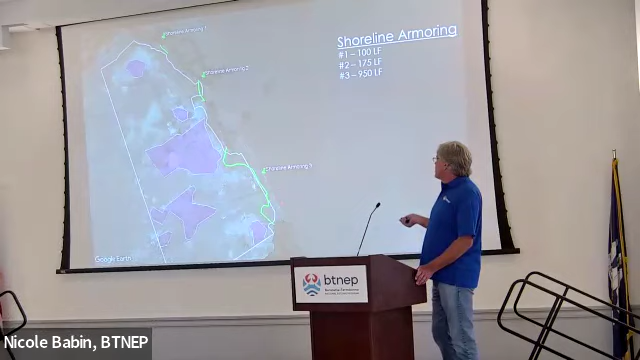 Shoreline Armoring 1
Shoreline Armoring 2
Shoreline Armoring 3
Shoreline Armoring
#1 – 100 LF
#2 – 175 LF
#3 – 950 LF
Google Earth
btnep
Nicole Babin, BTNEP